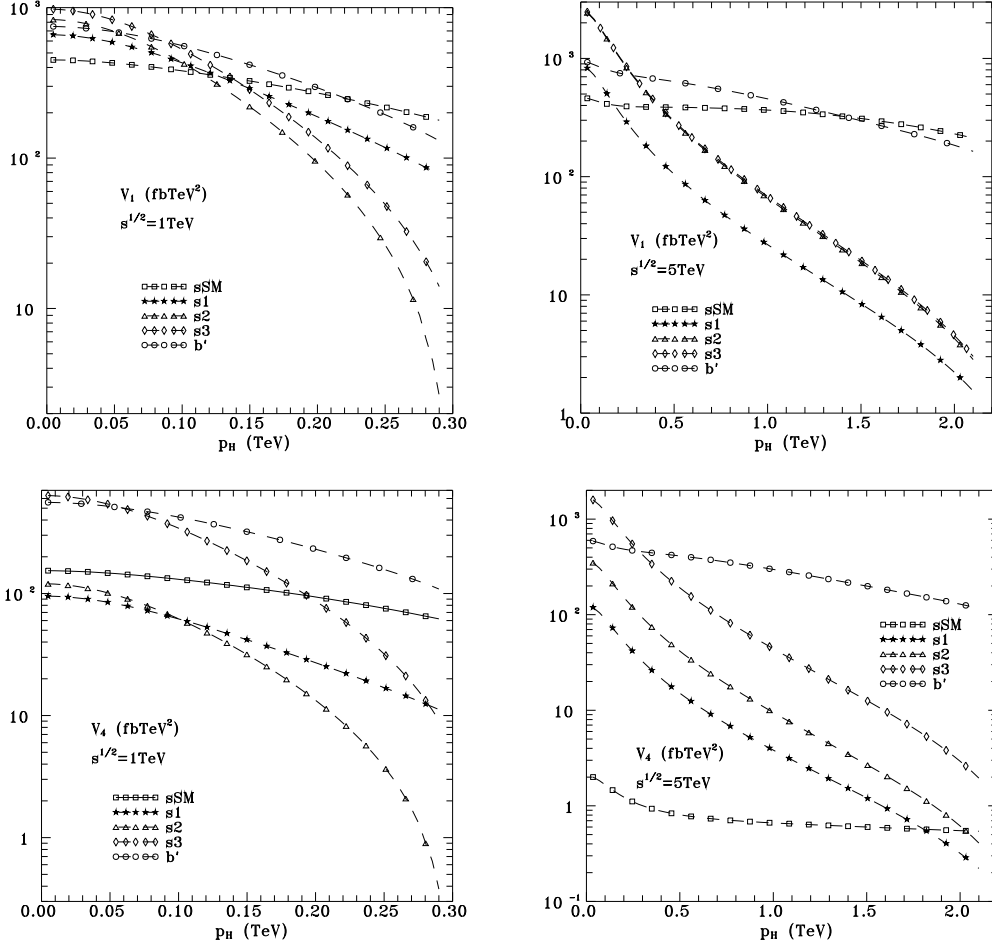 10³
10²
10
V₁ (fbTeV²)
s^1/2=1TeV
sSM
s1
s2
s3
b'
0.00 0.05 0.10 0.15 0.20 0.25 0.30
p_H (TeV)
10³
10²
10
1
V₁ (fbTeV²)
s^1/2=5TeV
sSM
s1
s2
s3
b'
0.0 0.5 1.0 1.5 2.0
p_H (TeV)
10²
10
1
V₄ (fbTeV²)
s^1/2=1TeV
sSM
s1
s2
s3
b'
0.00 0.05 0.10 0.15 0.20 0.25 0.30
p_H (TeV)
10³
10²
10
1
10⁻¹
sSM
s1
s2
s3
b'
V₄ (fbTeV²)
s^1/2=5TeV
0.0 0.5 1.0 1.5 2.0
p_H (TeV)